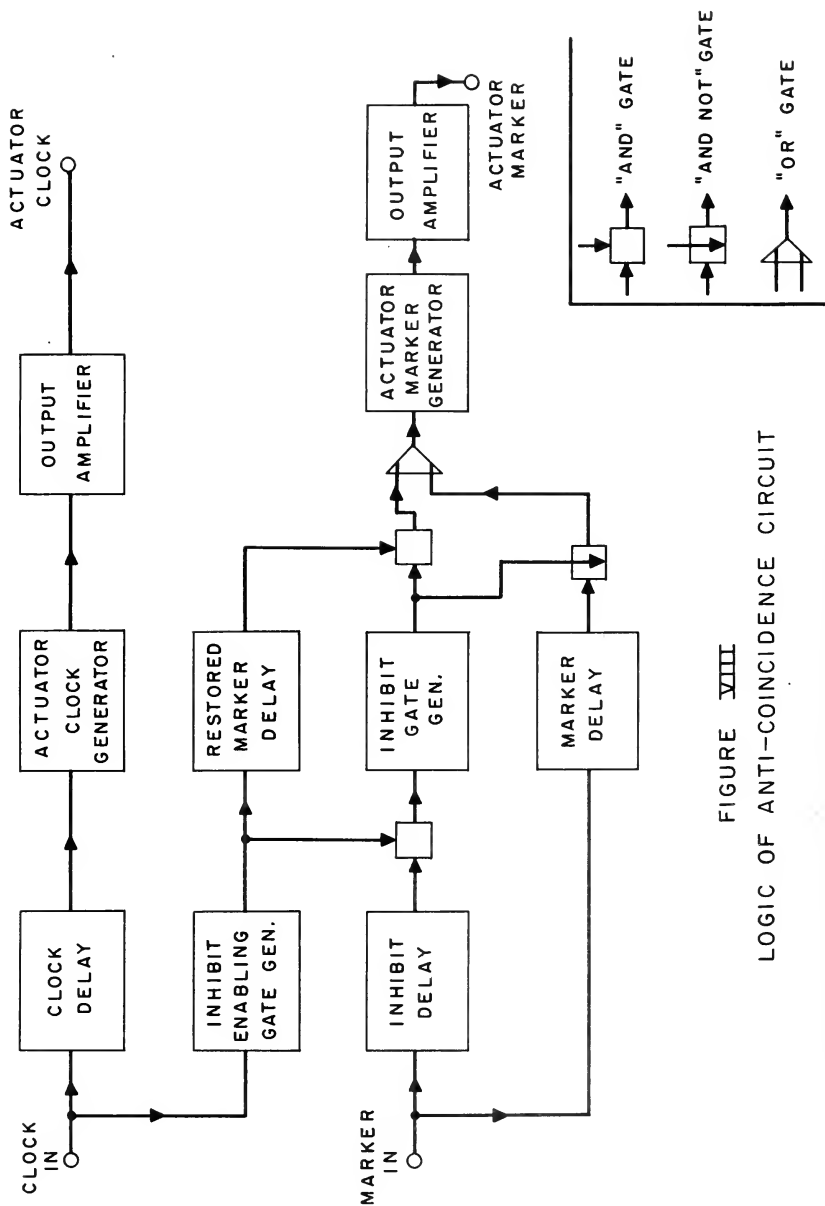 CLOCK
IN
CLOCK
DELAY
ACTUATOR
CLOCK
GENERATOR
OUTPUT
AMPLIFIER
ACTUATOR
CLOCK
INHIBIT
ENABLING
GATE GEN.
RESTORED
MARKER
DELAY
MARKER
IN
INHIBIT
DELAY
INHIBIT
GATE
GEN.
ACTUATOR
MARKER
GENERATOR
OUTPUT
AMPLIFIER
ACTUATOR
MARKER
MARKER
DELAY
"AND" GATE
"AND NOT" GATE
"OR" GATE
FIGURE VIII
LOGIC OF ANTI-COINCIDENCE CIRCUIT